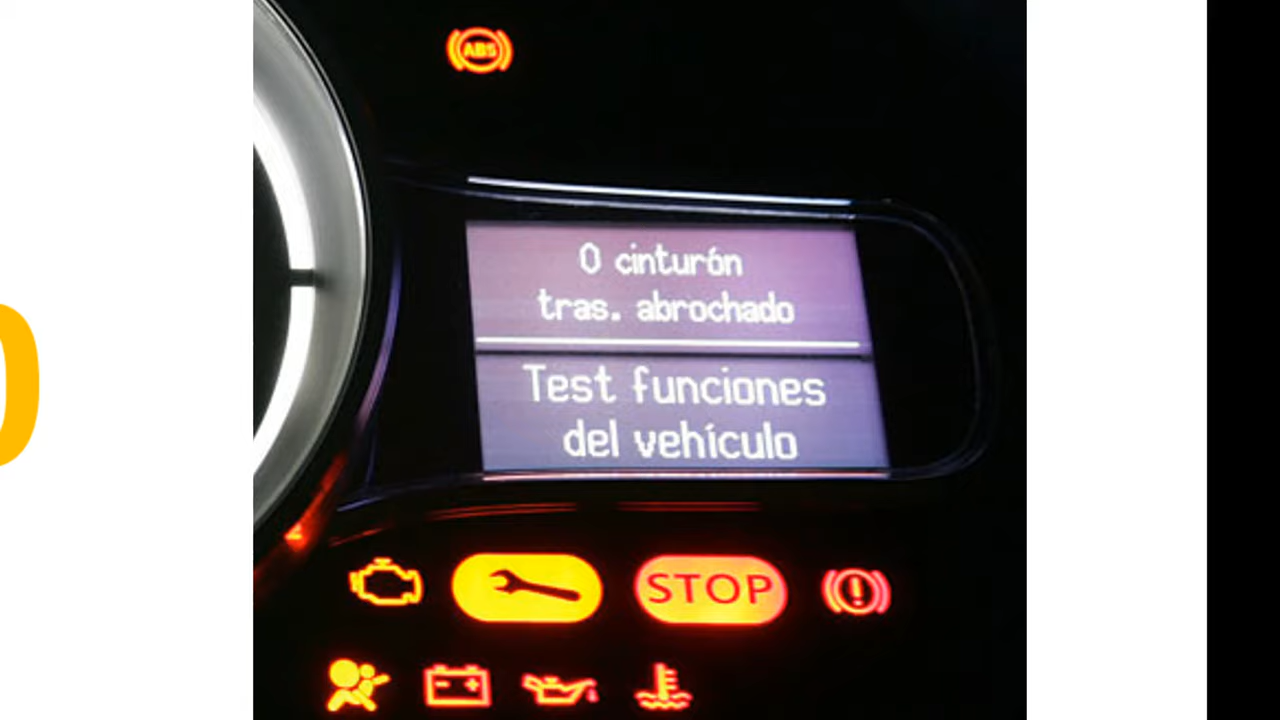 ABS
0 cinturón
tras. abrochado
Test funciones
del vehículo
STOP